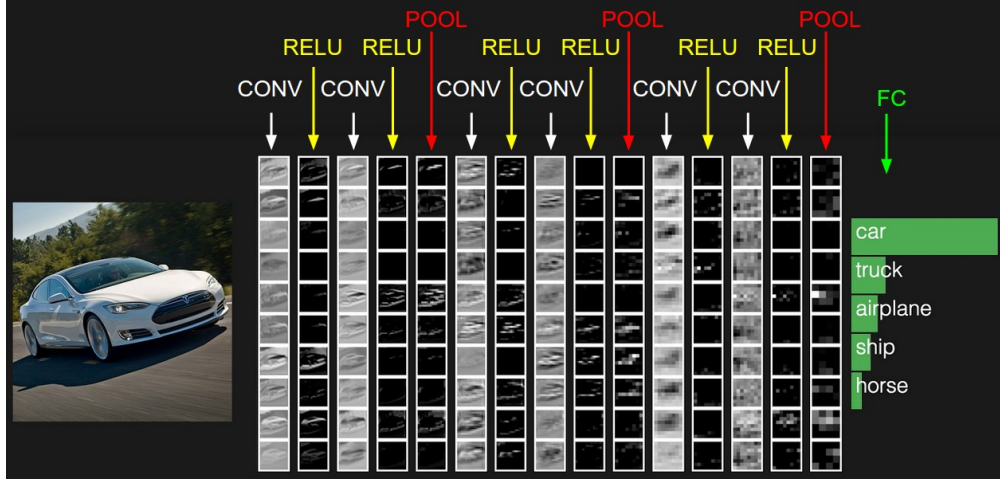 POOL POOL POOL
RELU RELU RELU RELU RELU RELU
CONV CONV CONV CONV CONV CONV
FC
car
truck
airplane
ship
horse